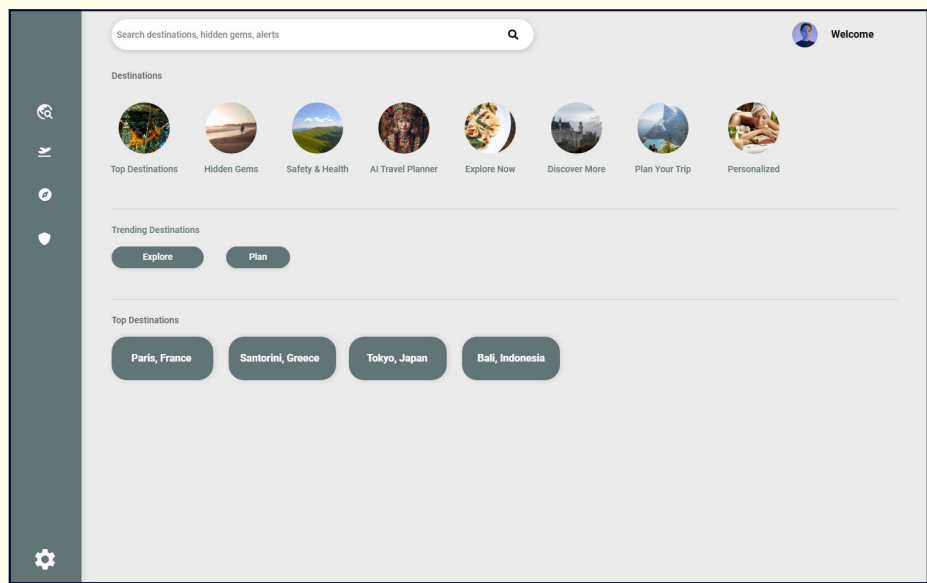 Search destinations, hidden gems, alerts
Welcome
Destinations
Top Destinations Hidden Gems Safety & Health AI Travel Planner Explore Now Discover More Plan Your Trip Personalized
Trending Destinations
Explore Plan
Top Destinations
Paris, France Santorini, Greece Tokyo, Japan Bali, Indonesia